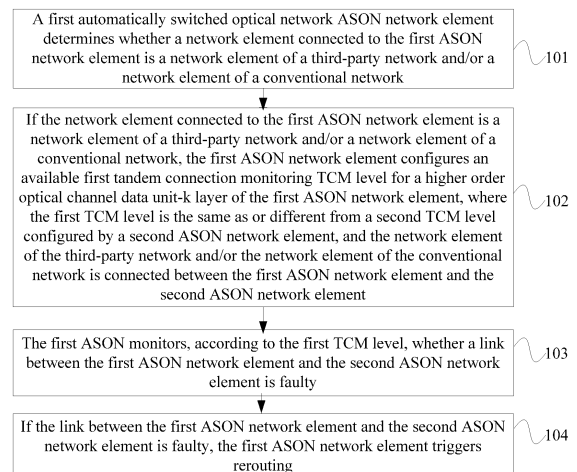 A first automatically switched optical network ASON network element
determines whether a network element connected to the first ASON
network element is a network element of a third-party network and/or a
network element of a conventional network
101
If the network element connected to the first ASON network element is a
network element of a third-party network and/or a network element of a
conventional network, the first ASON network element configures an
available first tandem connection monitoring TCM level for a higher order
optical channel data unit-k layer of the first ASON network element, where
the first TCM level is the same as or different from a second TCM level
configured by a second ASON network element, and the network element
of the third-party network and/or the network element of the conventional
network is connected between the first ASON network element and the
second ASON network element
102
The first ASON monitors, according to the first TCM level, whether a link
between the first ASON network element and the second ASON network
element is faulty
103
If the link between the first ASON network element and the second ASON
network element is faulty, the first ASON network element triggers
rerouting
104